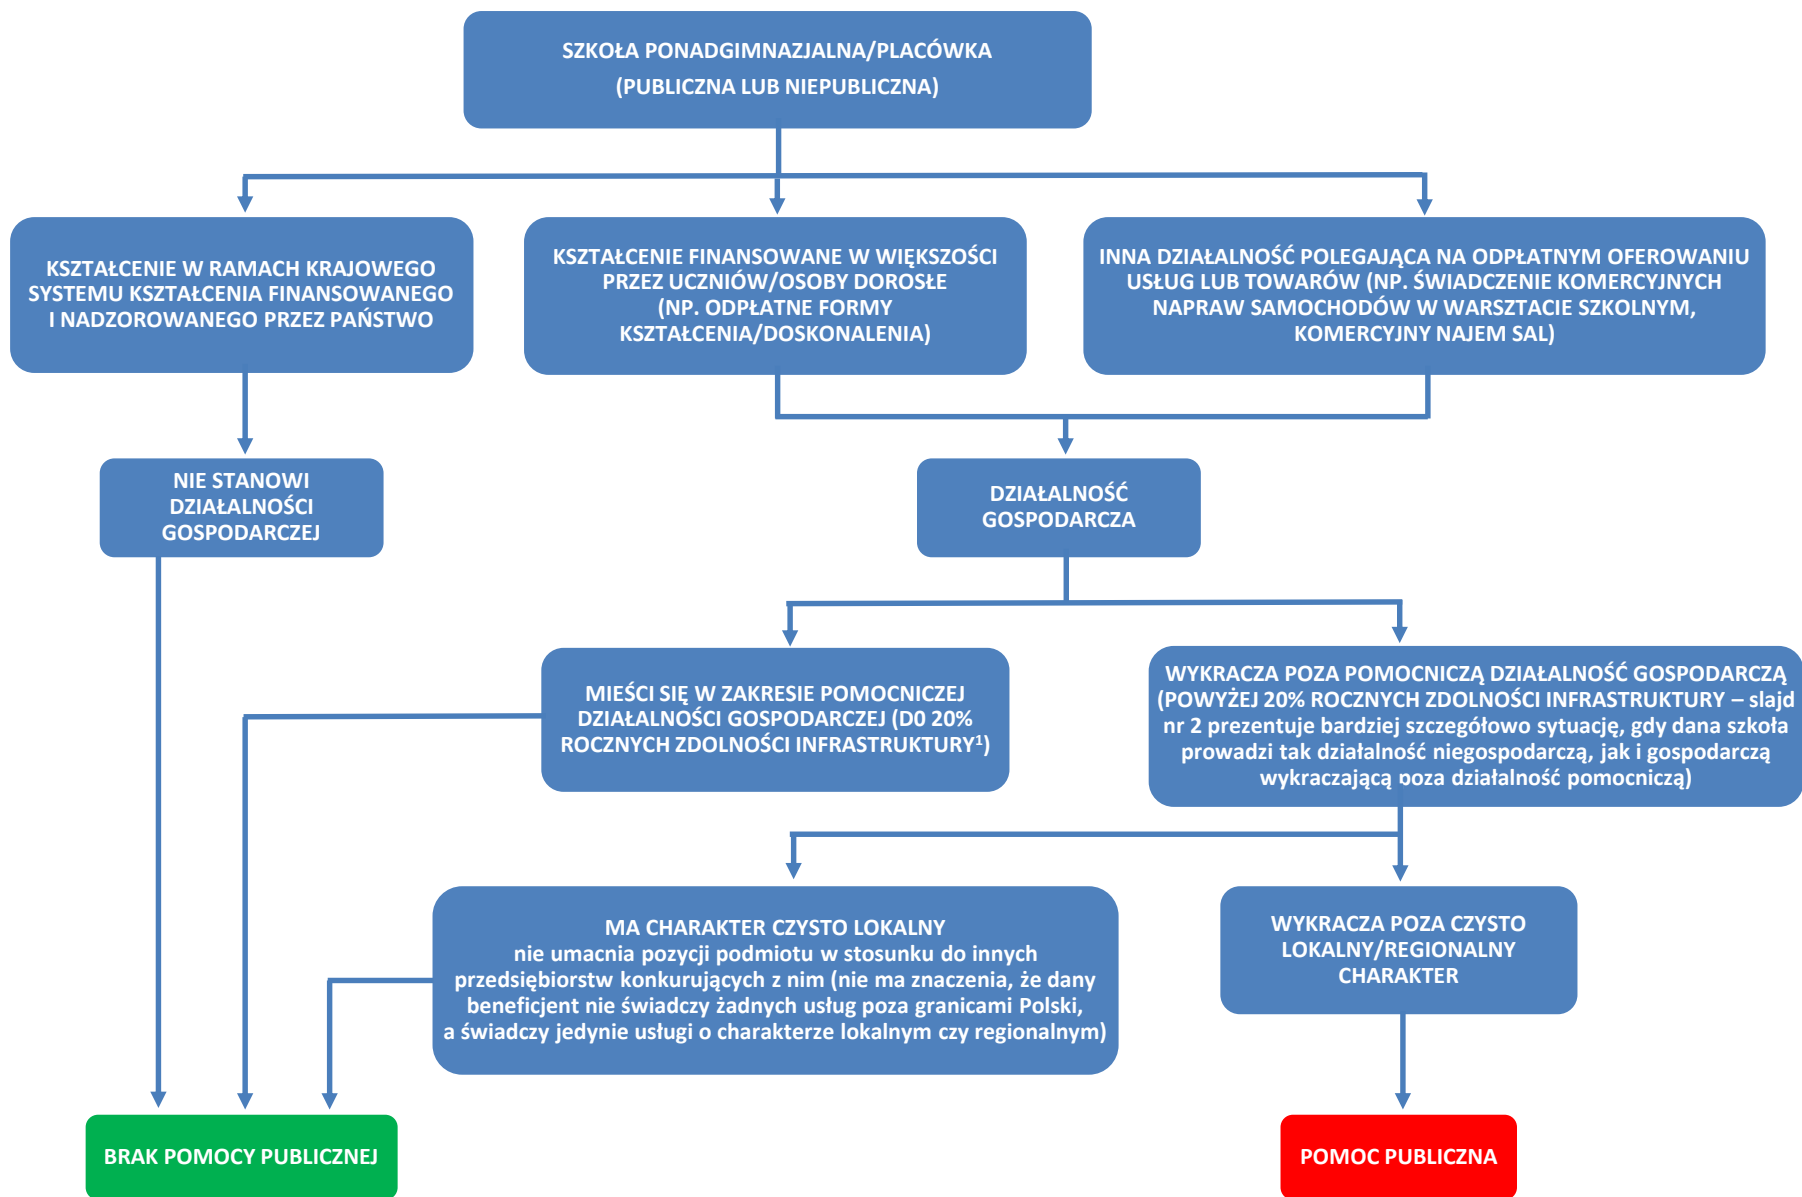 SZKOŁA PONADGIMNAZJALNA/PLACÓWKA
(PUBLICZNA LUB NIEPUBLICZNA)
KSZTAŁCENIE W RAMACH KRAJOWEGO
SYSTEMU KSZTAŁCENIA FINANSOWANEGO
I NADZOROWANEGO PRZEZ PAŃSTWO
KSZTAŁCENIE FINANSOWANE W WIĘKSZOŚCI
PRZEZ UCZNIÓW/OSOBY DOROSŁE
(NP. ODPŁATNE FORMY
KSZTAŁCENIA/DOSKONALENIA)
INNA DZIAŁALNOŚĆ POLEGAJĄCA NA ODPŁATNYM OFEROWANIU
USŁUG LUB TOWARÓW (NP. ŚWIADCZENIE KOMERCYJNYCH
NAPRAW SAMOCHODÓW W WARSZTACIE SZKOLNYM,
KOMERCYJNY NAJEM SAL)
NIE STANOWI
DZIAŁALNOŚCI
GOSPODARCZEJ
DZIAŁALNOŚĆ
GOSPODARCZA
MIEŚCI SIĘ W ZAKRESIE POMOCNICZEJ
DZIAŁALNOŚCI GOSPODARCZEJ (D0 20%
ROCZNYCH ZDOLNOŚCI INFRASTRUKTURY¹)
WYKRACZA POZA POMOCNICZĄ DZIAŁALNOŚĆ GOSPODARCZĄ
(POWYŻEJ 20% ROCZNYCH ZDOLNOŚCI INFRASTRUKTURY – slajd
nr 2 prezentuje bardziej szczegółowo sytuację, gdy dana szkoła
prowadzi tak działalność niegospodarczą, jak i gospodarczą
wykraczającą poza działalność pomocniczą)
MA CHARAKTER CZYSTO LOKALNY
nie umacnia pozycji podmiotu w stosunku do innych
przedsiębiorstw konkurujących z nim (nie ma znaczenia, że dany
beneficjent nie świadczy żadnych usług poza granicami Polski,
a świadczy jedynie usługi o charakterze lokalnym czy regionalnym)
WYKRACZA POZA CZYSTO
LOKALNY/REGIONALNY
CHARAKTER
BRAK POMOCY PUBLICZNEJ
POMOC PUBLICZNA